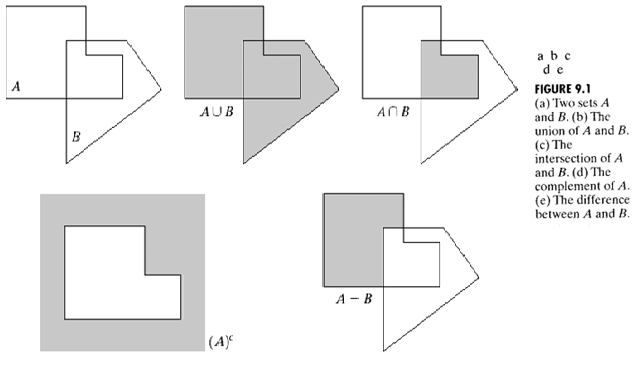 A
B
A ∪ B
A ∩ B
a b c
d e
FIGURE 9.1
(a) Two sets A
and B. (b) The
union of A and B.
(c) The
intersection of A
and B. (d) The
complement of A.
(e) The difference
between A and B.
(A)ᶜ
A − B